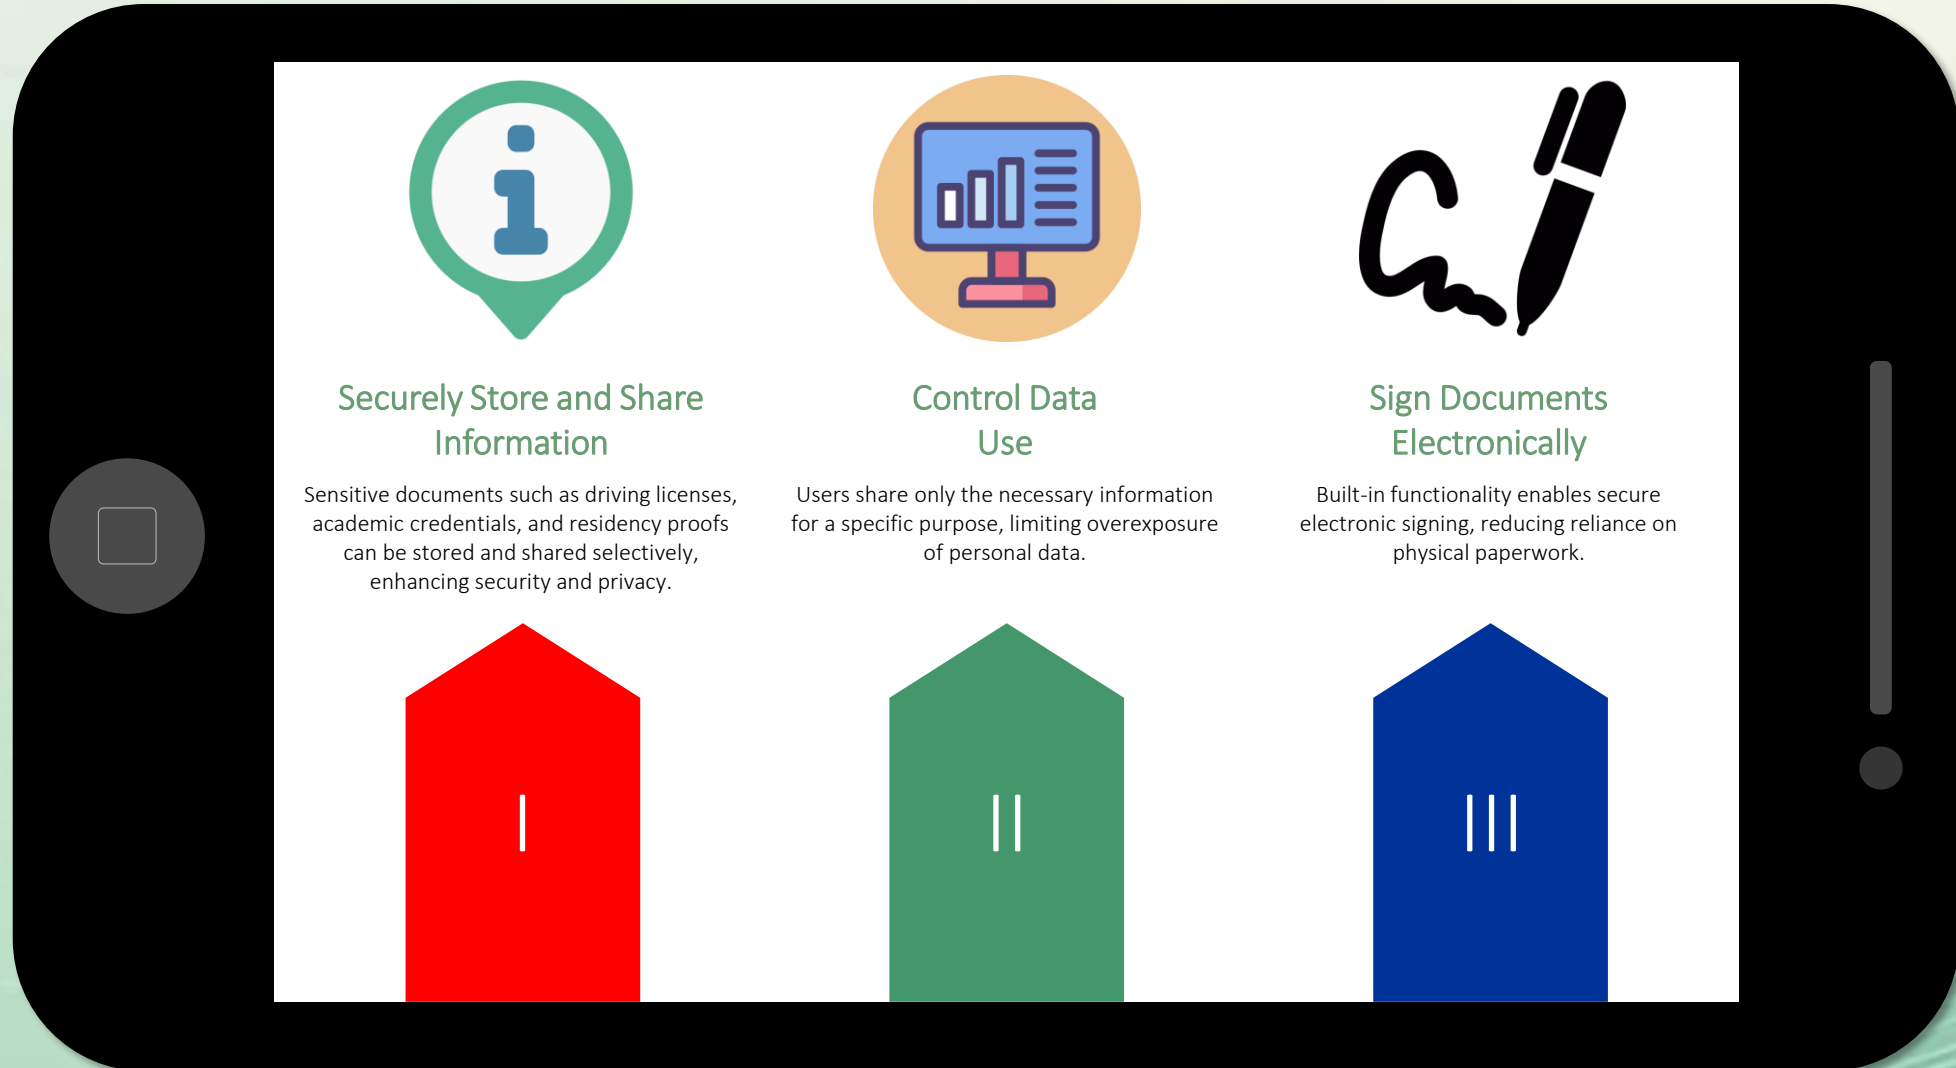 Securely Store and Share
Information
Sensitive documents such as driving licenses,
academic credentials, and residency proofs
can be stored and shared selectively,
enhancing security and privacy.
I
Control Data
Use
Users share only the necessary information
for a specific purpose, limiting overexposure
of personal data.
II
Sign Documents
Electronically
Built-in functionality enables secure
electronic signing, reducing reliance on
physical paperwork.
III